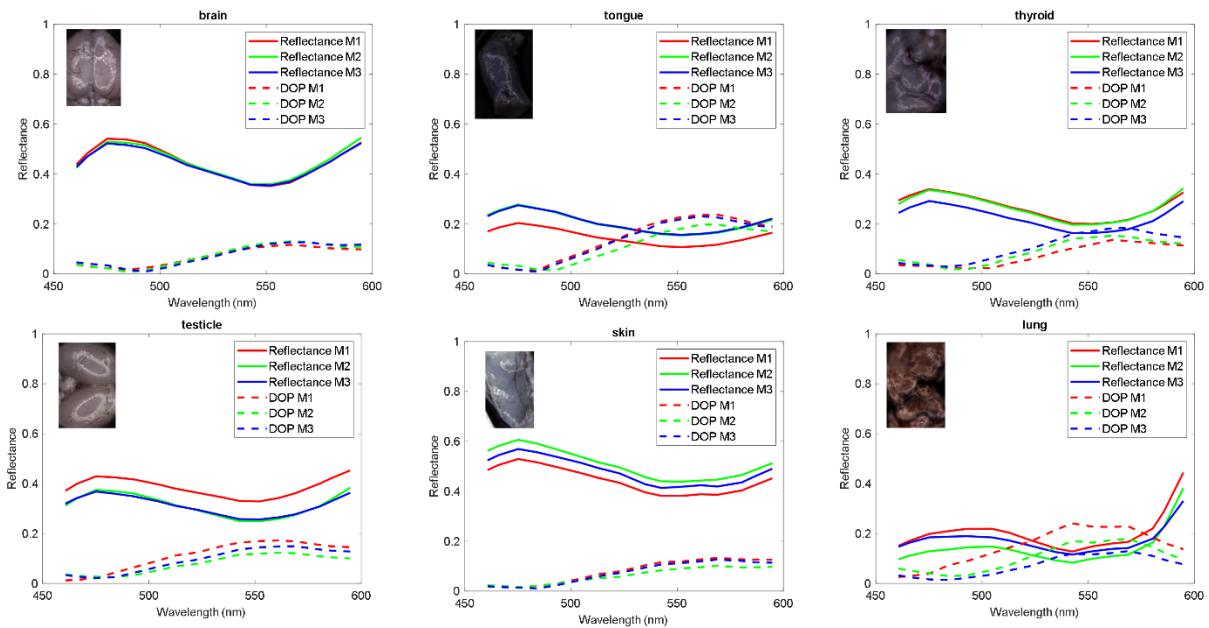 brain
1
0.8
0.6
0.4
0.2
0
Reflectance
450
500
550
600
Wavelength (nm)
Reflectance M1
Reflectance M2
Reflectance M3
DOP M1
DOP M2
DOP M3
tongue
1
0.8
0.6
0.4
0.2
0
Reflectance
450
500
550
600
Wavelength (nm)
Reflectance M1
Reflectance M2
Reflectance M3
DOP M1
DOP M2
DOP M3
thyroid
1
0.8
0.6
0.4
0.2
0
Reflectance
450
500
550
600
Wavelength (nm)
Reflectance M1
Reflectance M2
Reflectance M3
DOP M1
DOP M2
DOP M3
testicle
1
0.8
0.6
0.4
0.2
0
Reflectance
450
500
550
600
Wavelength (nm)
Reflectance M1
Reflectance M2
Reflectance M3
DOP M1
DOP M2
DOP M3
skin
1
0.8
0.6
0.4
0.2
0
Reflectance
450
500
550
600
Wavelength (nm)
Reflectance M1
Reflectance M2
Reflectance M3
DOP M1
DOP M2
DOP M3
lung
1
0.8
0.6
0.4
0.2
0
Reflectance
450
500
550
600
Wavelength (nm)
Reflectance M1
Reflectance M2
Reflectance M3
DOP M1
DOP M2
DOP M3